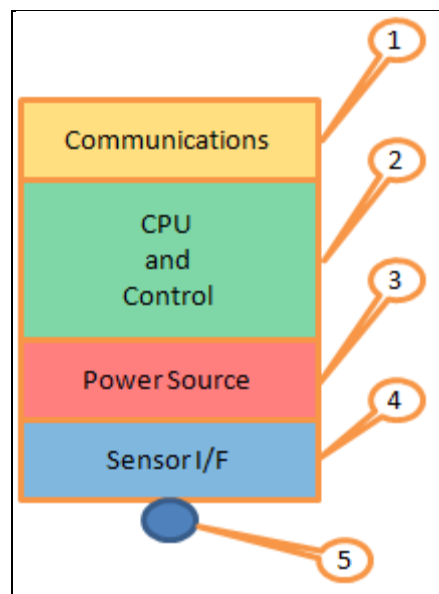 1
Communications
2
CPU
and
Control
3
Power Source
4
Sensor I/F
5